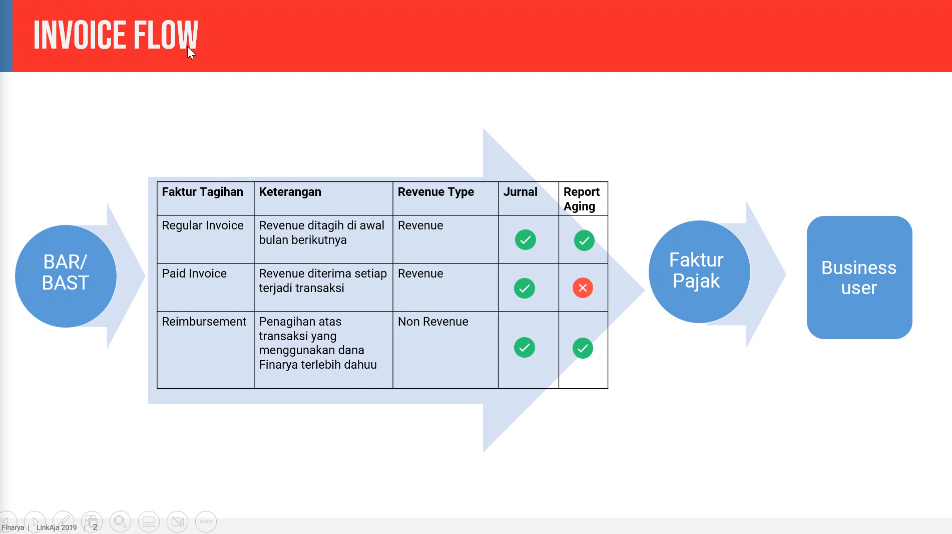 INVOICE FLOW
BAR/
BAST
Faktur Tagihan Keterangan Revenue Type Jurnal Report
Aging
Regular Invoice Revenue ditagih di awal Revenue
bulan berikutnya
Paid Invoice Revenue diterima setiap Revenue
terjadi transaksi
Reimbursement Penagihan atas Non Revenue
transaksi yang
menggunakan dana
Finarya terlebih dahuu
Faktur
Pajak
Business
user
Finarya | LinkAja 2019 | 2